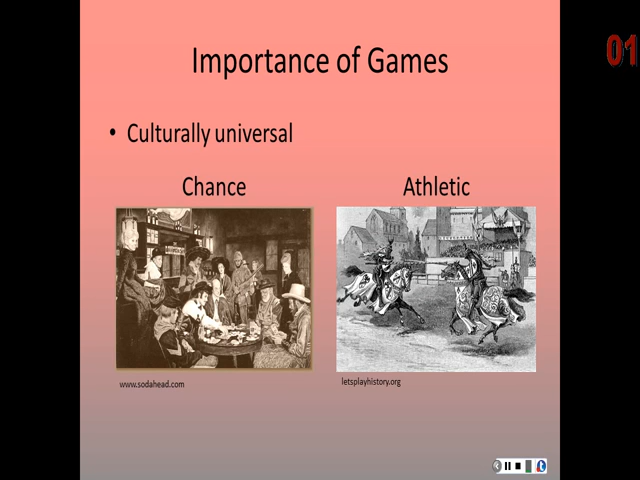 Importance of Games
01
• Culturally universal
Chance
Athletic
www.sodahead.com
letsplayhistory.org